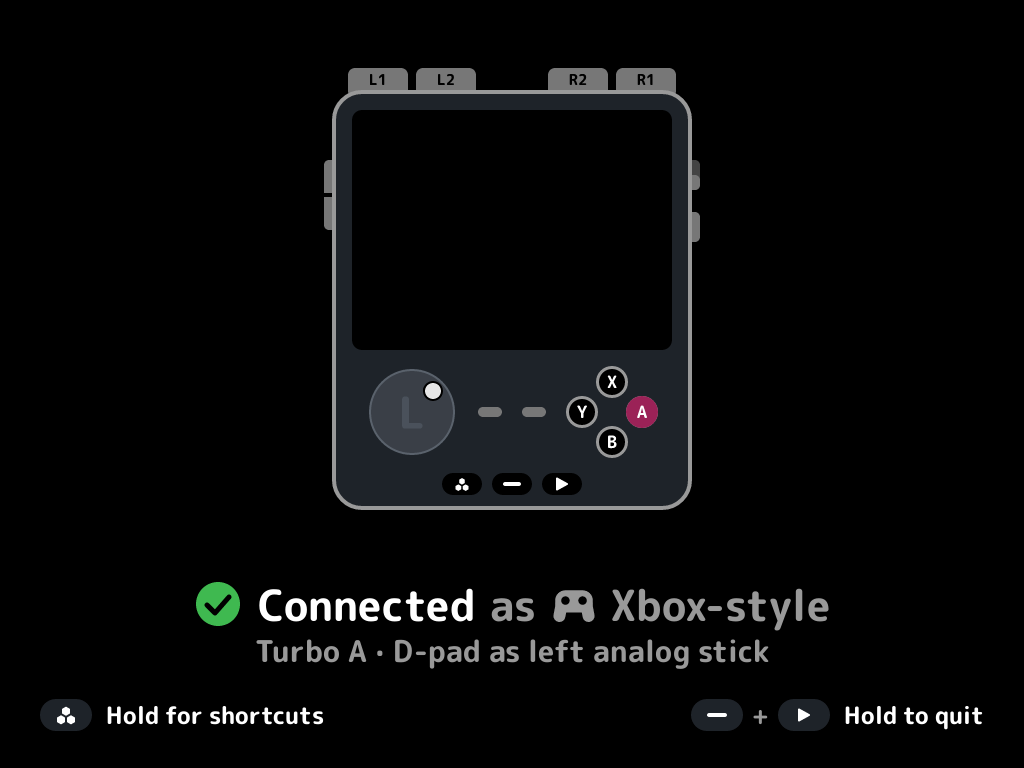 L1 L2 R2 R1
L
X
Y A
B
Connected as Xbox-style
Turbo A · D-pad as left analog stick
Hold for shortcuts
+ Hold to quit